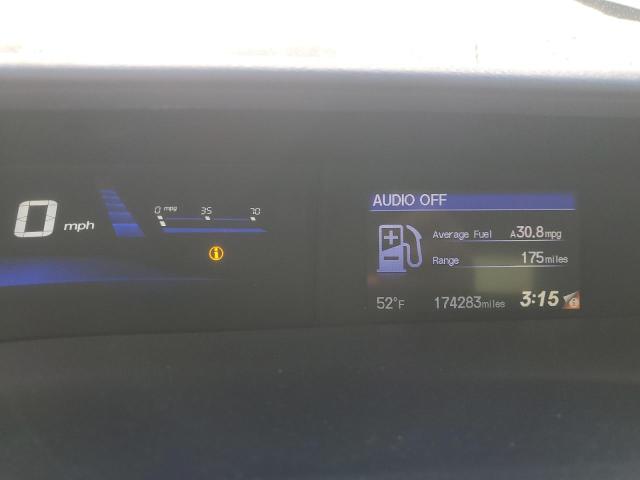 0 mph
0 mpg 35 70
i
AUDIO OFF
Average Fuel A30.8mpg
Range 175miles
52°F 174283miles 3:15